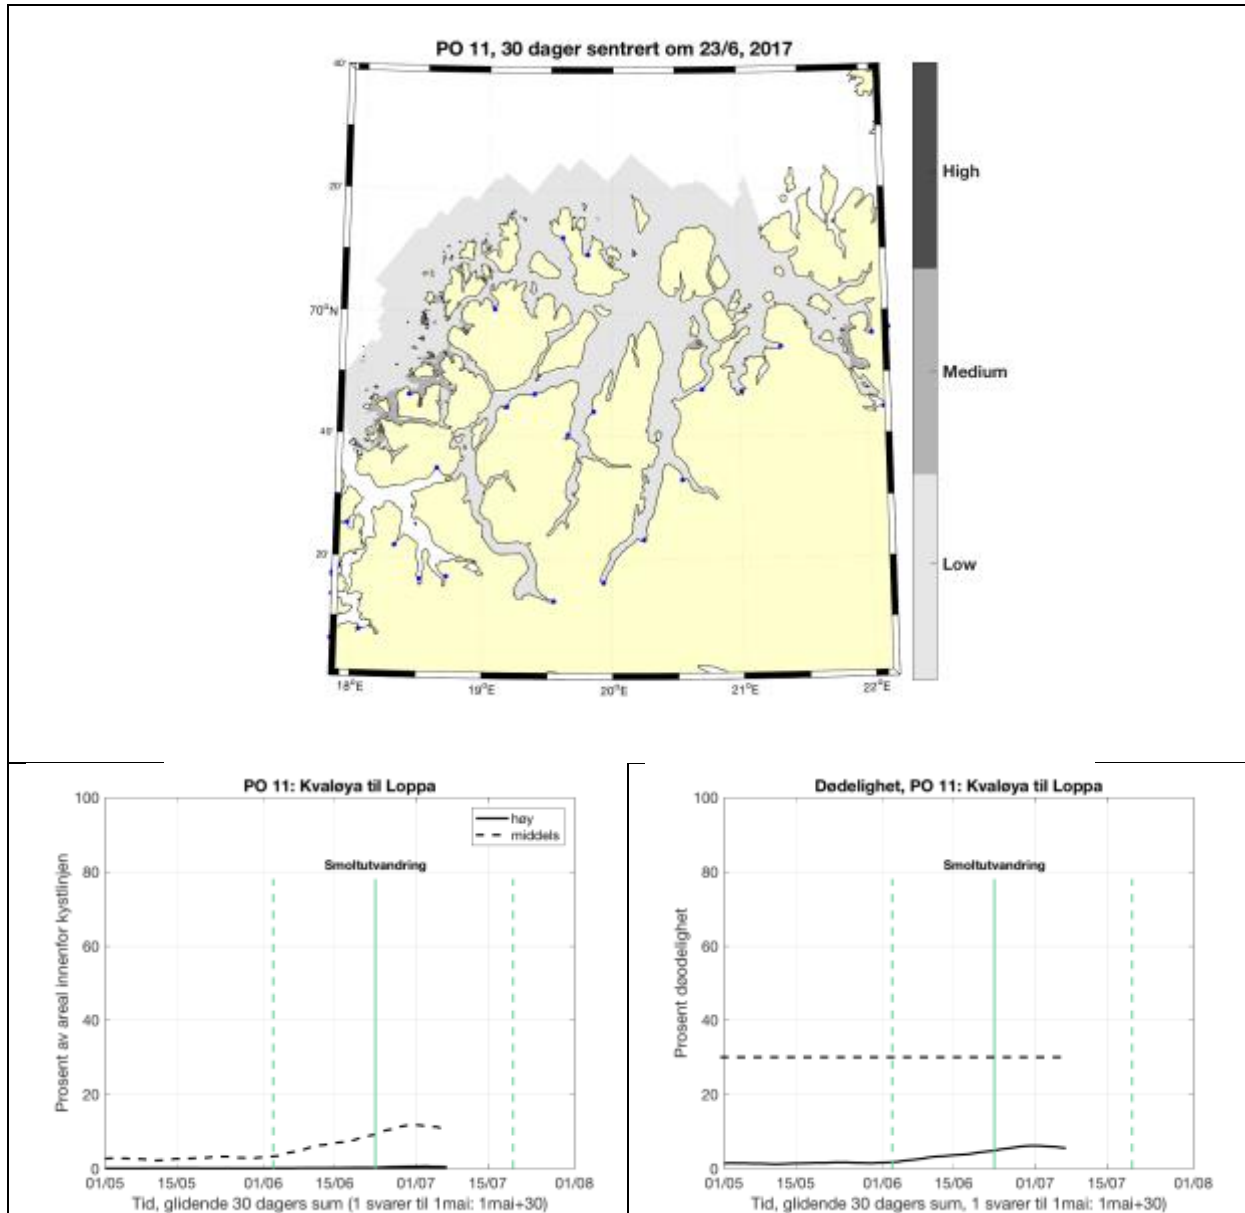 PO 11, 30 dager sentrert om 23/6, 2017
40'
20'
70°N
40'
20'
18°E
19°E
20°E
21°E
22°E
High
Medium
Low
PO 11: Kvaløya til Loppa
høy
middels
Smoltutvandring
Prosent av areal innenfor kystlinjen
100
80
60
40
20
0
01/05
15/05
01/06
15/06
01/07
15/07
01/08
Tid, glidende 30 dagers sum (1 svarer til 1mai: 1mai+30)
Dødelighet, PO 11: Kvaløya til Loppa
Smoltutvandring
Prosent døodelighet
100
80
60
40
20
0
01/05
15/05
01/06
15/06
01/07
15/07
01/08
Tid, glidende 30 dagers sum, 1 svarer til 1mai: 1mai+30)